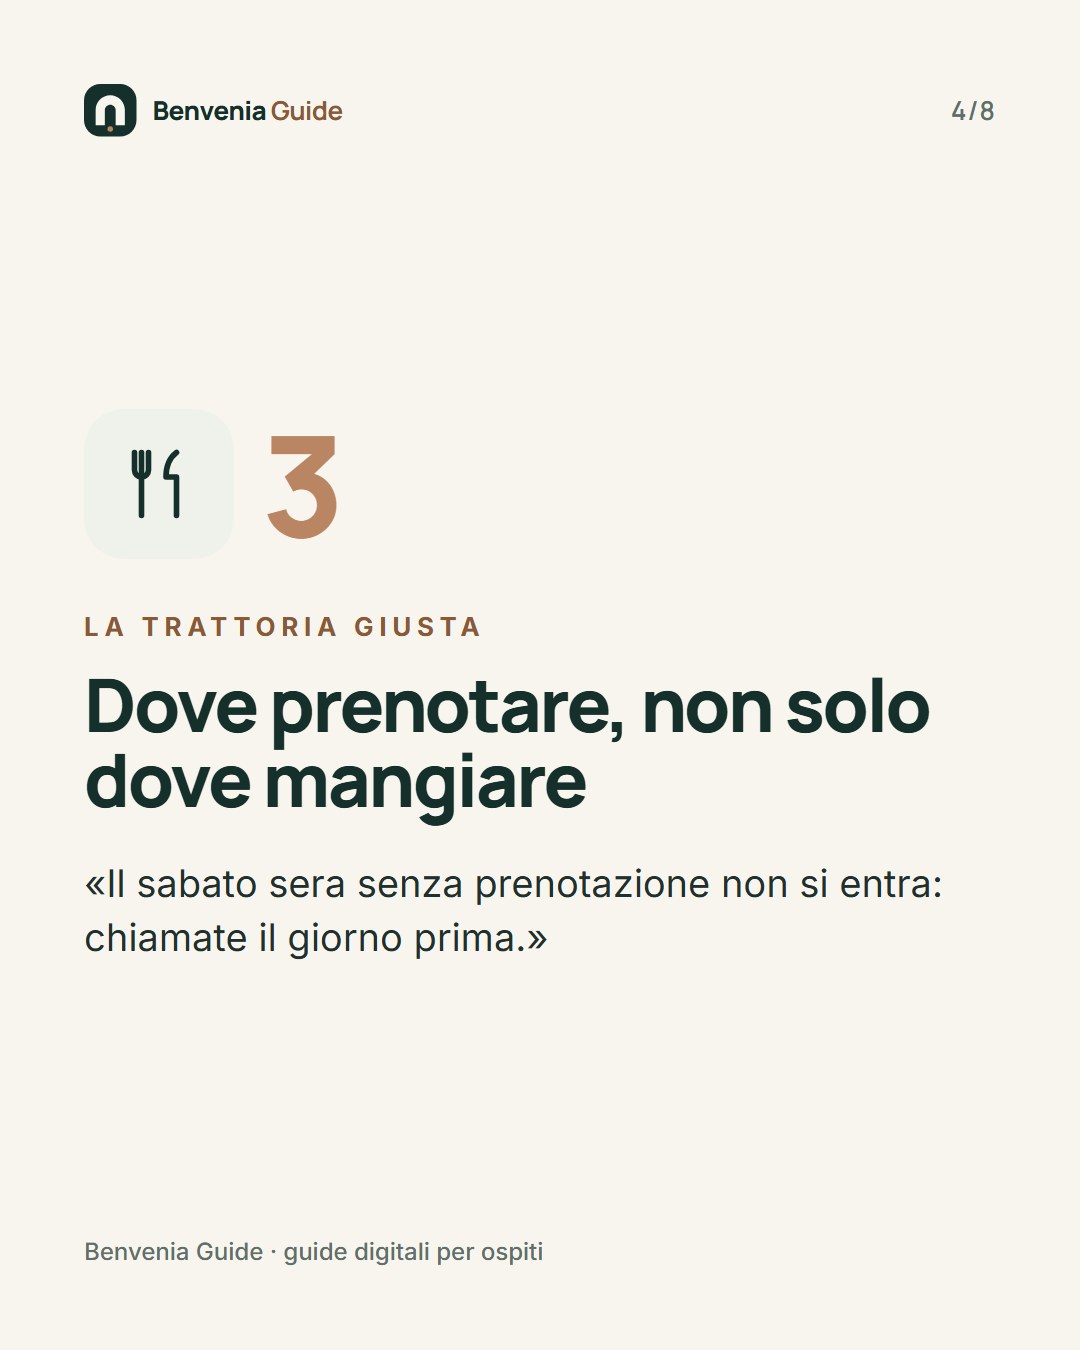 Benvenia Guide
4/8
3
LA TRATTORIA GIUSTA
Dove prenotare, non solo
dove mangiare
«Il sabato sera senza prenotazione non si entra:
chiamate il giorno prima.»
Benvenia Guide · guide digitali per ospiti